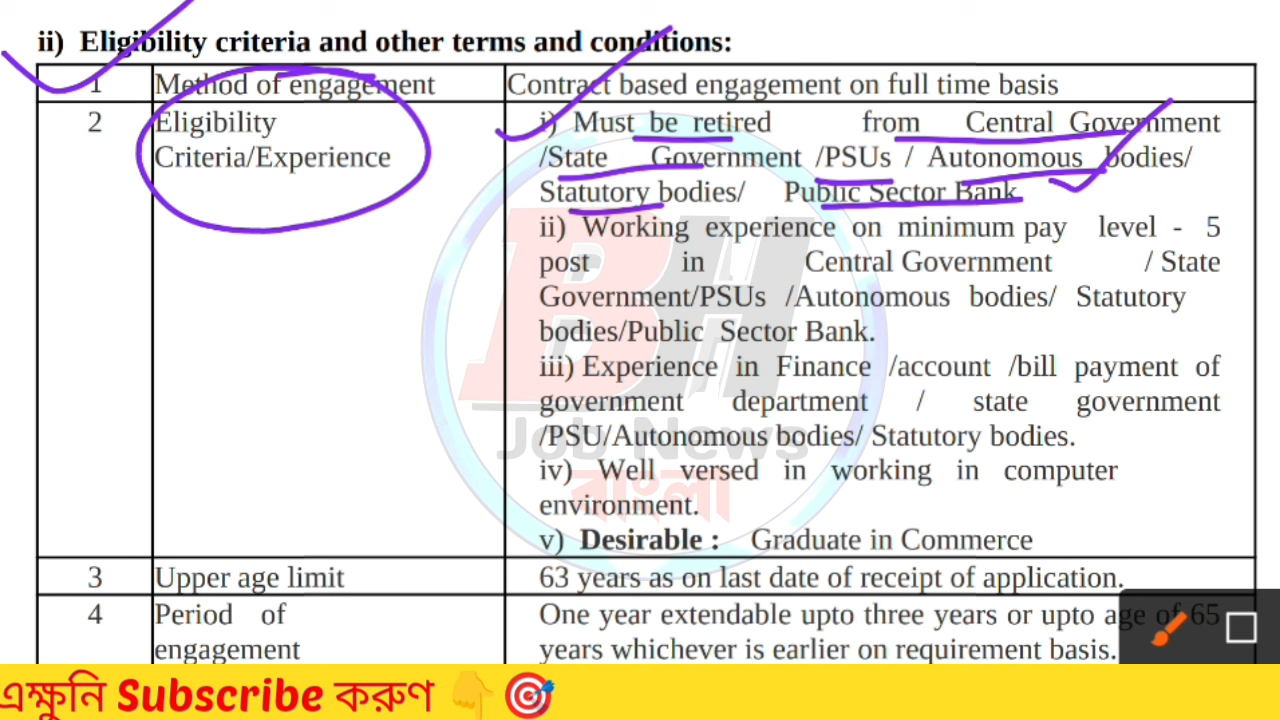 ii) Eligibility criteria and other terms and conditions:
1 Method of engagement Contract based engagement on full time basis
2 Eligibility Criteria/Experience i) Must be retired from Central Government
/State Government /PSUs / Autonomous bodies/
Statutory bodies/ Public Sector Bank.
ii) Working experience on minimum pay level - 5
post in Central Government / State
Government/PSUs /Autonomous bodies/ Statutory
bodies/Public Sector Bank.
iii) Experience in Finance /account /bill payment of
government department / state government
/PSU/Autonomous bodies/ Statutory bodies.
iv) Well versed in working in computer
environment.
v) Desirable : Graduate in Commerce
3 Upper age limit 63 years as on last date of receipt of application.
4 Period of engagement One year extendable upto three years or upto age of 65
years whichever is earlier on requirement basis.
BH
Job News
বাংলা
এক্ষুনি Subscribe করুণ